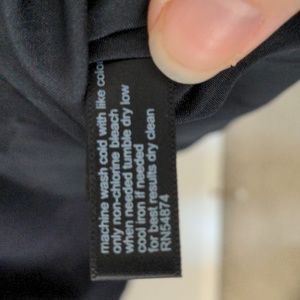 machine wash cold with like colo
only non-chlorine bleach
when needed tumble dry low
cool iron if needed
for best results dry clean
RN54874